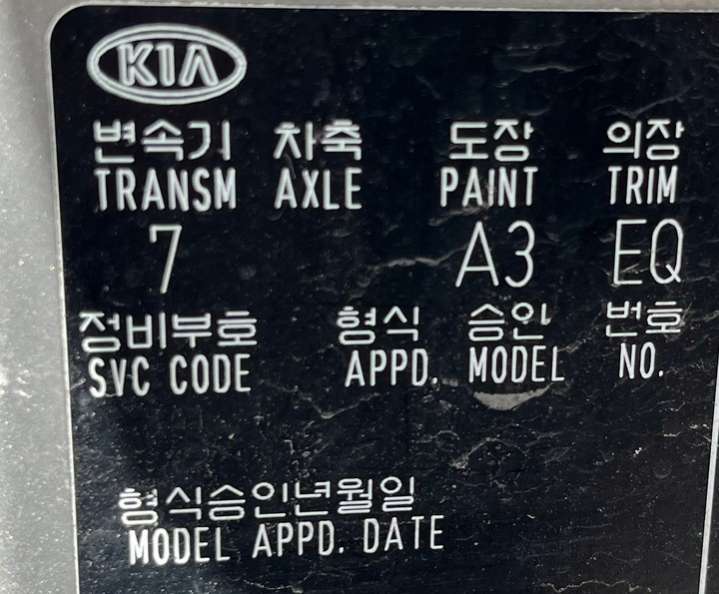 KIA
변속기 차축 도장 의장
TRANSM AXLE PAINT TRIM
7 A3 EQ
정비부호 형식 승인 번호
SVC CODE APPD. MODEL NO.
형식승인년월일
MODEL APPD. DATE